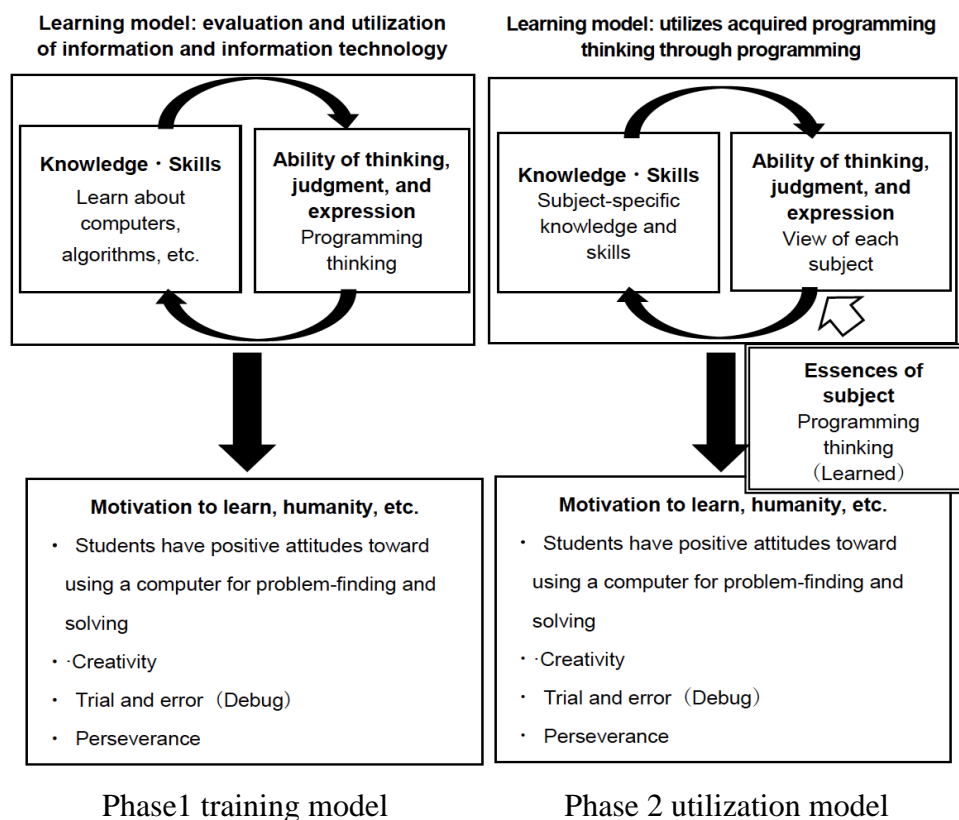 Learning model: evaluation and utilization
of information and information technology
Knowledge・Skills
Learn about
computers,
algorithms, etc.
Ability of thinking,
judgment, and
expression
Programming
thinking
Motivation to learn, humanity, etc.
・ Students have positive attitudes toward
using a computer for problem-finding and
solving
・·Creativity
・ Trial and error（Debug）
・ Perseverance
Phase1 training model
Learning model: utilizes acquired programming
thinking through programming
Knowledge・Skills
Subject-specific
knowledge and
skills
Ability of thinking,
judgment, and
expression
View of each
subject
Essences of
subject
Programming
thinking
（Learned）
Motivation to learn, humanity, etc.
・ Students have positive attitudes toward
using a computer for problem-finding and
solving
・·Creativity
・ Trial and error（Debug）
・ Perseverance
Phase 2 utilization model